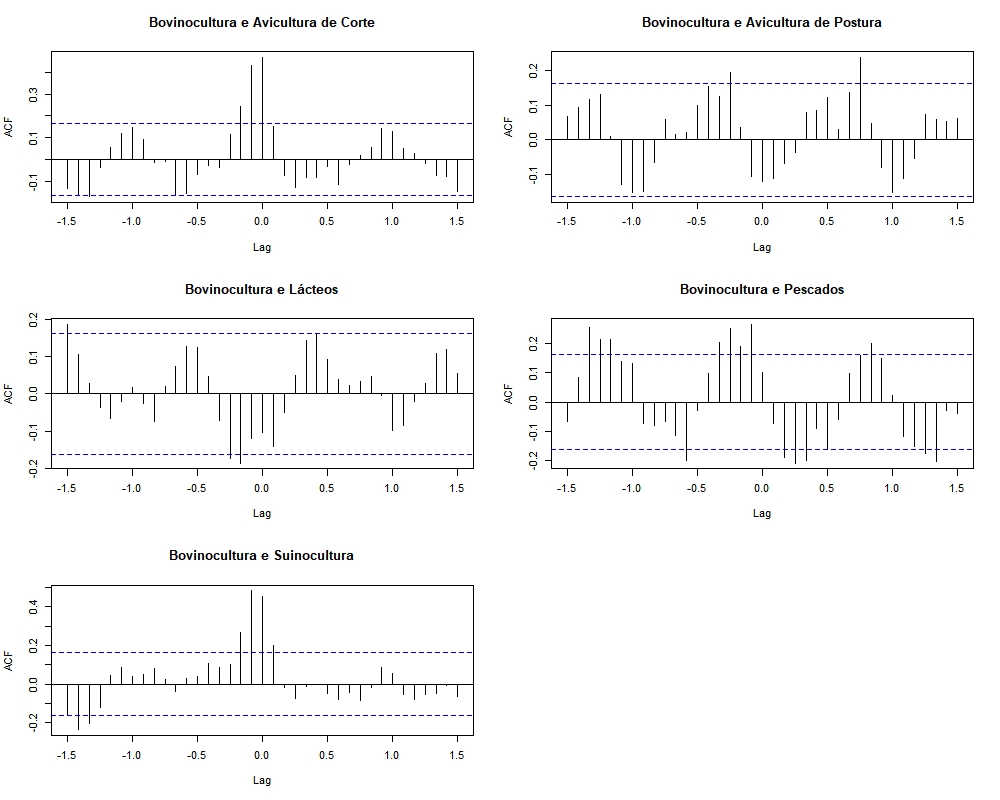 Bovinocultura e Avicultura de Corte
ACF
0.3
0.1
-0.1
-1.5 -1.0 -0.5 0.0 0.5 1.0 1.5
Lag
Bovinocultura e Avicultura de Postura
ACF
0.2
0.1
0.0
-0.1
-1.5 -1.0 -0.5 0.0 0.5 1.0 1.5
Lag
Bovinocultura e Lácteos
ACF
0.2
0.1
0.0
-0.1
-0.2
-1.5 -1.0 -0.5 0.0 0.5 1.0 1.5
Lag
Bovinocultura e Pescados
ACF
0.2
0.1
0.0
-0.1
-0.2
-1.5 -1.0 -0.5 0.0 0.5 1.0 1.5
Lag
Bovinocultura e Suinocultura
ACF
0.4
0.2
0.0
-0.2
-1.5 -1.0 -0.5 0.0 0.5 1.0 1.5
Lag